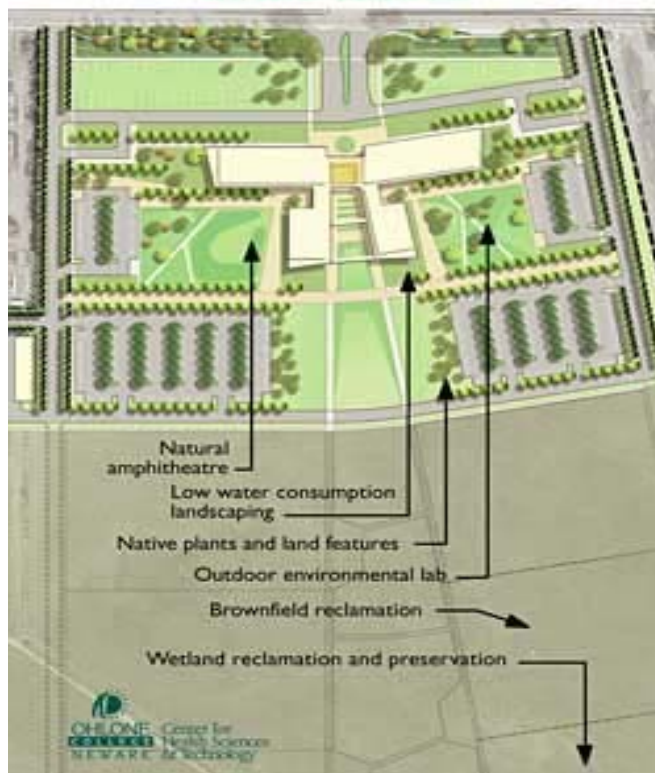 Natural
amphitheatre
Low water consumption
landscaping
Native plants and land features
Outdoor environmental lab
Brownfield reclamation
Wetland reclamation and preservation
OHLONE
COLLEGE
NEWARK
Center for
Health Sciences
& Technology